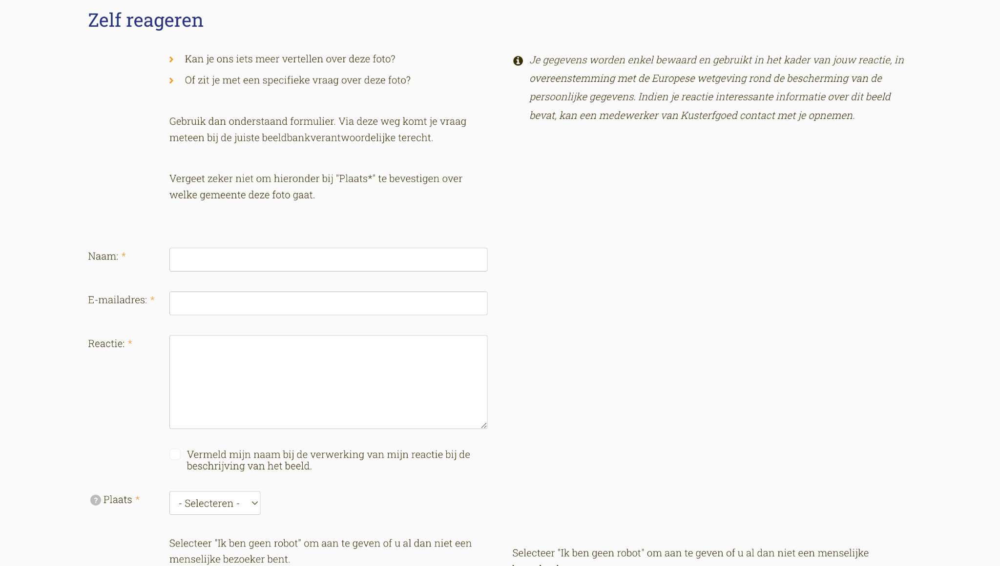 Zelf reageren
Kan je ons iets meer vertellen over deze foto?
Of zit je met een specifieke vraag over deze foto?
Gebruik dan onderstaand formulier. Via deze weg komt je vraag
meteen bij de juiste beeldbankverantwoordelijke terecht.
Vergeet zeker niet om hieronder bij "Plaats*" te bevestigen over
welke gemeente deze foto gaat.
Je gegevens worden enkel bewaard en gebruikt in het kader van jouw reactie, in
overeenstemming met de Europese wetgeving rond de bescherming van de
persoonlijke gegevens. Indien je reactie interessante informatie over dit beeld
bevat, kan een medewerker van Kusterfgoed contact met je opnemen.
Naam: *
E-mailadres: *
Reactie: *
Vermeld mijn naam bij de verwerking van mijn reactie bij de
beschrijving van het beeld.
? Plaats *
- Selecteren -
Selecteer "Ik ben geen robot" om aan te geven of u al dan niet een
menselijke bezoeker bent.
Selecteer "Ik ben geen robot" om aan te geven of u al dan niet een menselijke